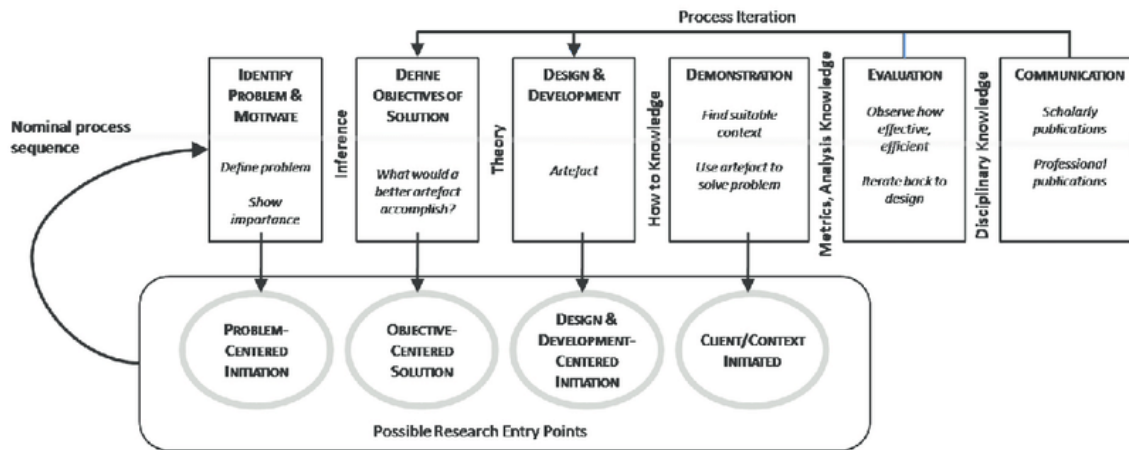 Process Iteration
Nominal process
sequence
IDENTIFY
PROBLEM &
MOTIVATE
Define problem
Show
importance
Inference
DEFINE
OBJECTIVES OF
SOLUTION
What would a
better artefact
accomplish?
Theory
DESIGN &
DEVELOPMENT
Artefact
How to Knowledge
DEMONSTRATION
Find suitable
context
Use artefact to
solve problem
Metrics, Analysis Knowledge
EVALUATION
Observe how
effective,
efficient
Iterate back to
design
Disciplinary Knowledge
COMMUNICATION
Scholarly
publications
Professional
publications
PROBLEM-
CENTERED
INITIATION
OBJECTIVE-
CENTERED
SOLUTION
DESIGN &
DEVELOPMENT-
CENTERED
INITIATION
CLIENT/CONTEXT
INITIATED
Possible Research Entry Points